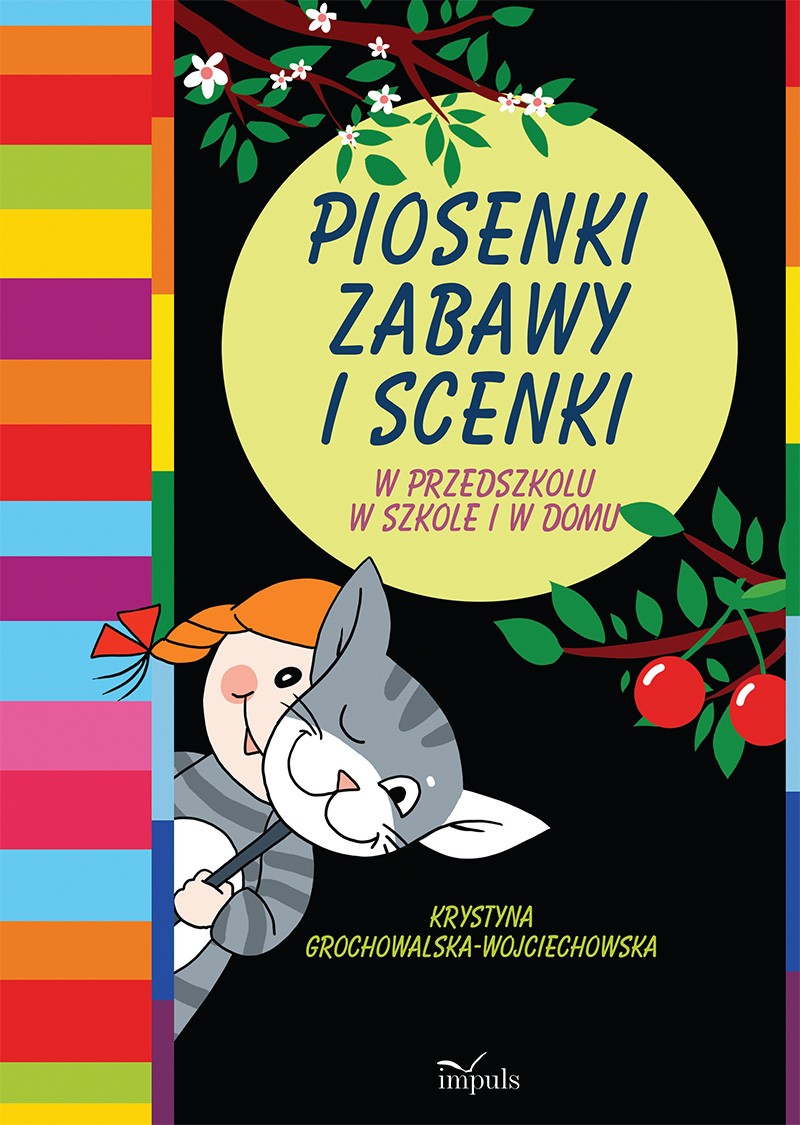 PIOSENKI
ZABAWY
I SCENKI
W PRZEDSZKOLU
W SZKOLE I W DOMU
KRYSTYNA
GROCHOWALSKA-WOJCIECHOWSKA
impuls